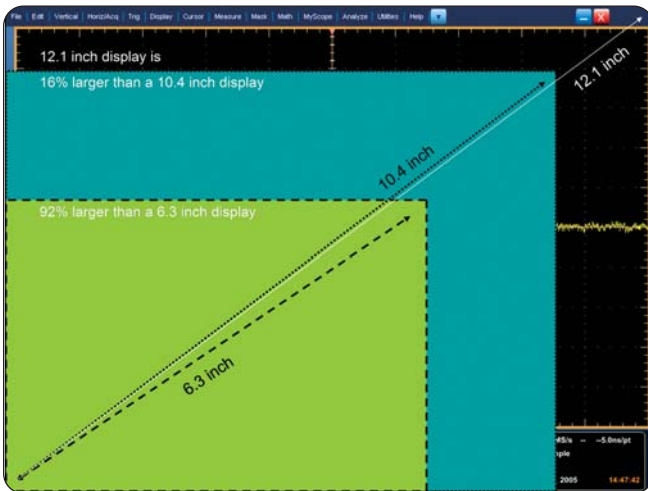 File Edit Vertical Horiz/Acq Trig Display Cursor Measure Mask Math MyScope Analyze Utilities Help
12.1 inch display is
16% larger than a 10.4 inch display
12.1 inch
10.4 inch
92% larger than a 6.3 inch display
6.3 inch
MS/s -- --5.0ns/pt
2005 14:47:42